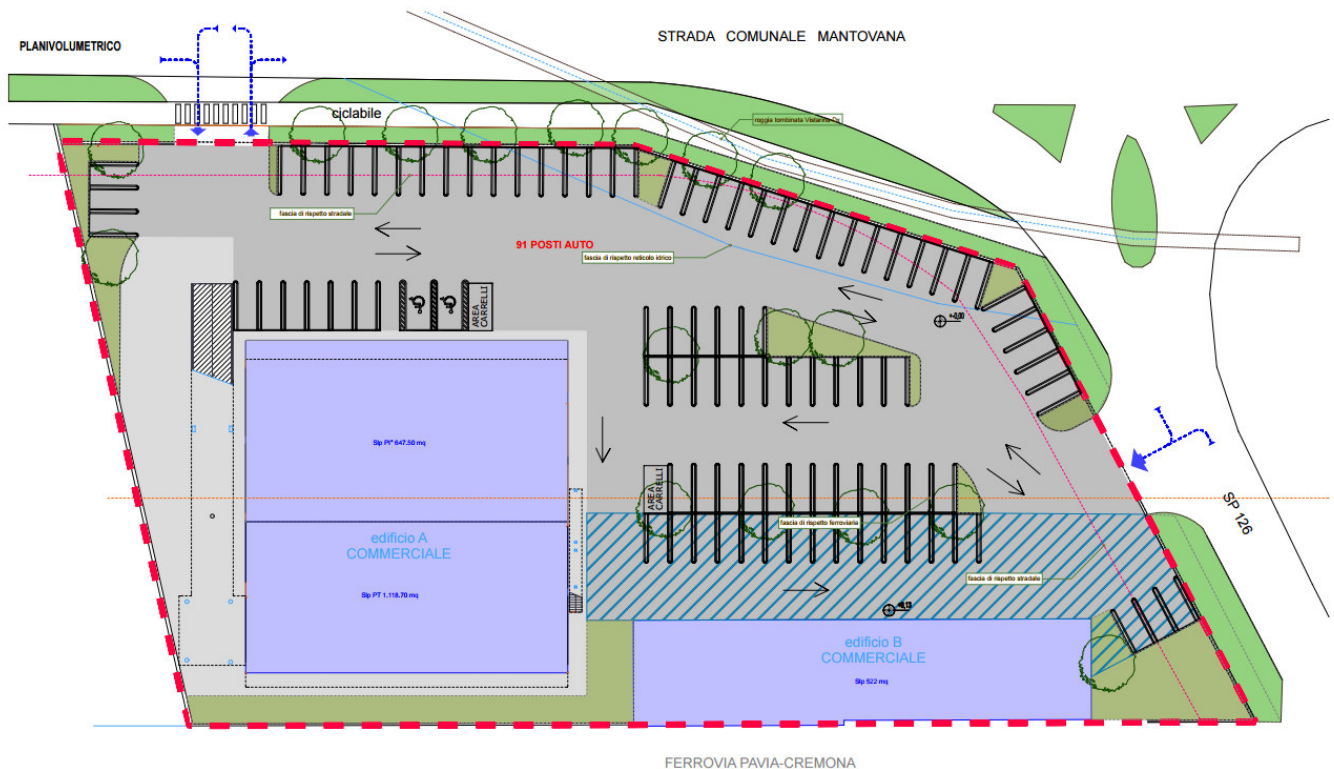 STRADA COMUNALE MANTOVANA
PLANIVOLUMETRICO
ciclabile
roggia tombinata Vistarina
fascia di rispetto stradale
91 POSTI AUTO
fascia di rispetto reticolo idrico
AREA
CARRELLI
Slp P1° 647.50 mq
AREA
CARRELLI
SP 126
fascia di rispetto ferroviaria
edificio A
COMMERCIALE
fascia di rispetto stradale
Slp PT 1.118.70 mq
edificio B
COMMERCIALE
Slp 522 mq
FERROVIA PAVIA-CREMONA